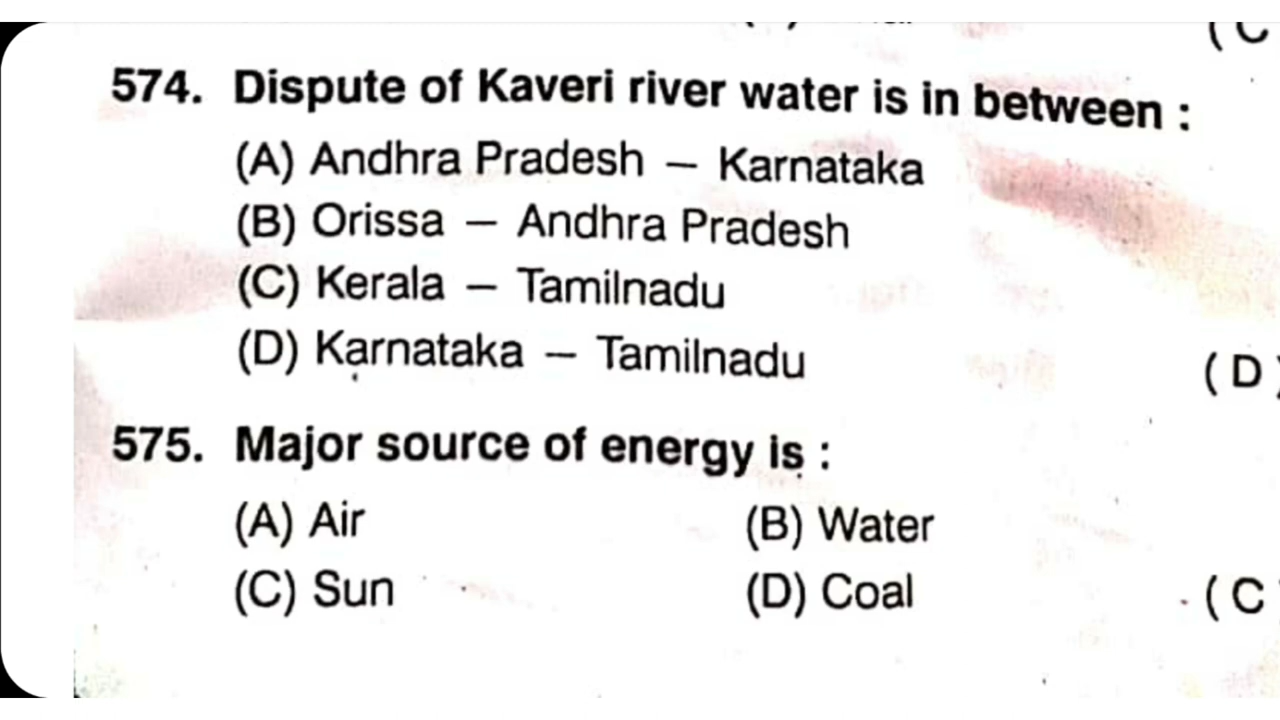 574. Dispute of Kaveri river water is in between :
(A) Andhra Pradesh – Karnataka
(B) Orissa – Andhra Pradesh
(C) Kerala – Tamilnadu
(D) Karnataka – Tamilnadu (D)
575. Major source of energy is :
(A) Air (B) Water
(C) Sun (D) Coal (C